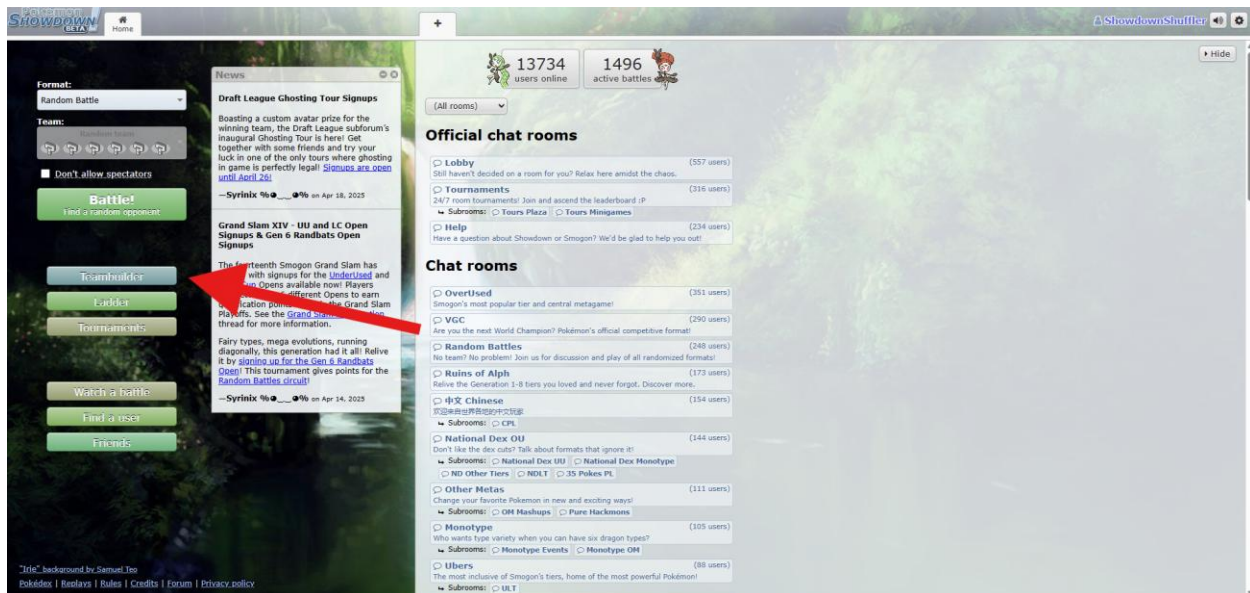 Pokémon
SHOWDOWN!
BETA
Home
+
ShowdownShuffler
Format:
Random Battle
Team:
Random team
Don't allow spectators
Battle!
Find a random opponent
Teambuilder
Ladder
Tournaments
Watch a battle
Find a user
Friends
"Irie" background by Samuel Teo
Pokédex | Replays | Rules | Credits | Forum | Privacy policy
News
Draft League Ghosting Tour Signups
Boasting a custom avatar prize for the
winning team, the Draft League subforum's
inaugural Ghosting Tour is here! Get
together with some friends and try your
luck in one of the only tours where ghosting
in game is perfectly legal! Signups are open
until April 26!
—Syrinix %◕‿‿◕% on Apr 18, 2025
Grand Slam XIV - UU and LC Open
Signups & Gen 6 Randbats Open
Signups
The fourteenth Smogon Grand Slam has
with signups for the UnderUsed and
Opens available now! Players
different Opens to earn
the Grand Slam
Playoffs. See the Grand
thread for more information.
Fairy types, mega evolutions, running
diagonally, this generation had it all! Relive
it by signing up for the Gen 6 Randbats
Open! This tournament gives points for the
Random Battles circuit!
—Syrinix %◕‿‿◕% on Apr 14, 2025
13734
users online
1496
active battles
Hide
(All rooms)
Official chat rooms
Lobby (557 users)
Still haven't decided on a room for you? Relax here amidst the chaos.
Tournaments (316 users)
24/7 room tournaments! Join and ascend the leaderboard :P
Subrooms: Tours Plaza Tours Minigames
Help (234 users)
Have a question about Showdown or Smogon? We'd be glad to help you out!
Chat rooms
OverUsed (351 users)
Smogon's most popular tier and central metagame!
VGC (290 users)
Are you the next World Champion? Pokémon's official competitive format!
Random Battles (248 users)
No team? No problem! Join us for discussion and play of all randomized formats!
Ruins of Alph (173 users)
Relive the Generation 1-8 tiers you loved and never forgot. Discover more.
中文 Chinese (154 users)
欢迎来自世界各地的中文玩家
Subrooms: CPL
National Dex OU (144 users)
Don't like the dex cuts? Talk about formats that ignore it!
Subrooms: National Dex UU National Dex Monotype
ND Other Tiers NDLT 35 Pokes PL
Other Metas (111 users)
Change your favorite Pokemon in new and exciting ways!
Subrooms: OM Mashups Pure Hackmons
Monotype (105 users)
Who wants type variety when you can have six dragon types?
Subrooms: Monotype Events Monotype OM
Ubers (88 users)
The most inclusive of Smogon's tiers, home of the most powerful Pokémon!
Subrooms: ULT